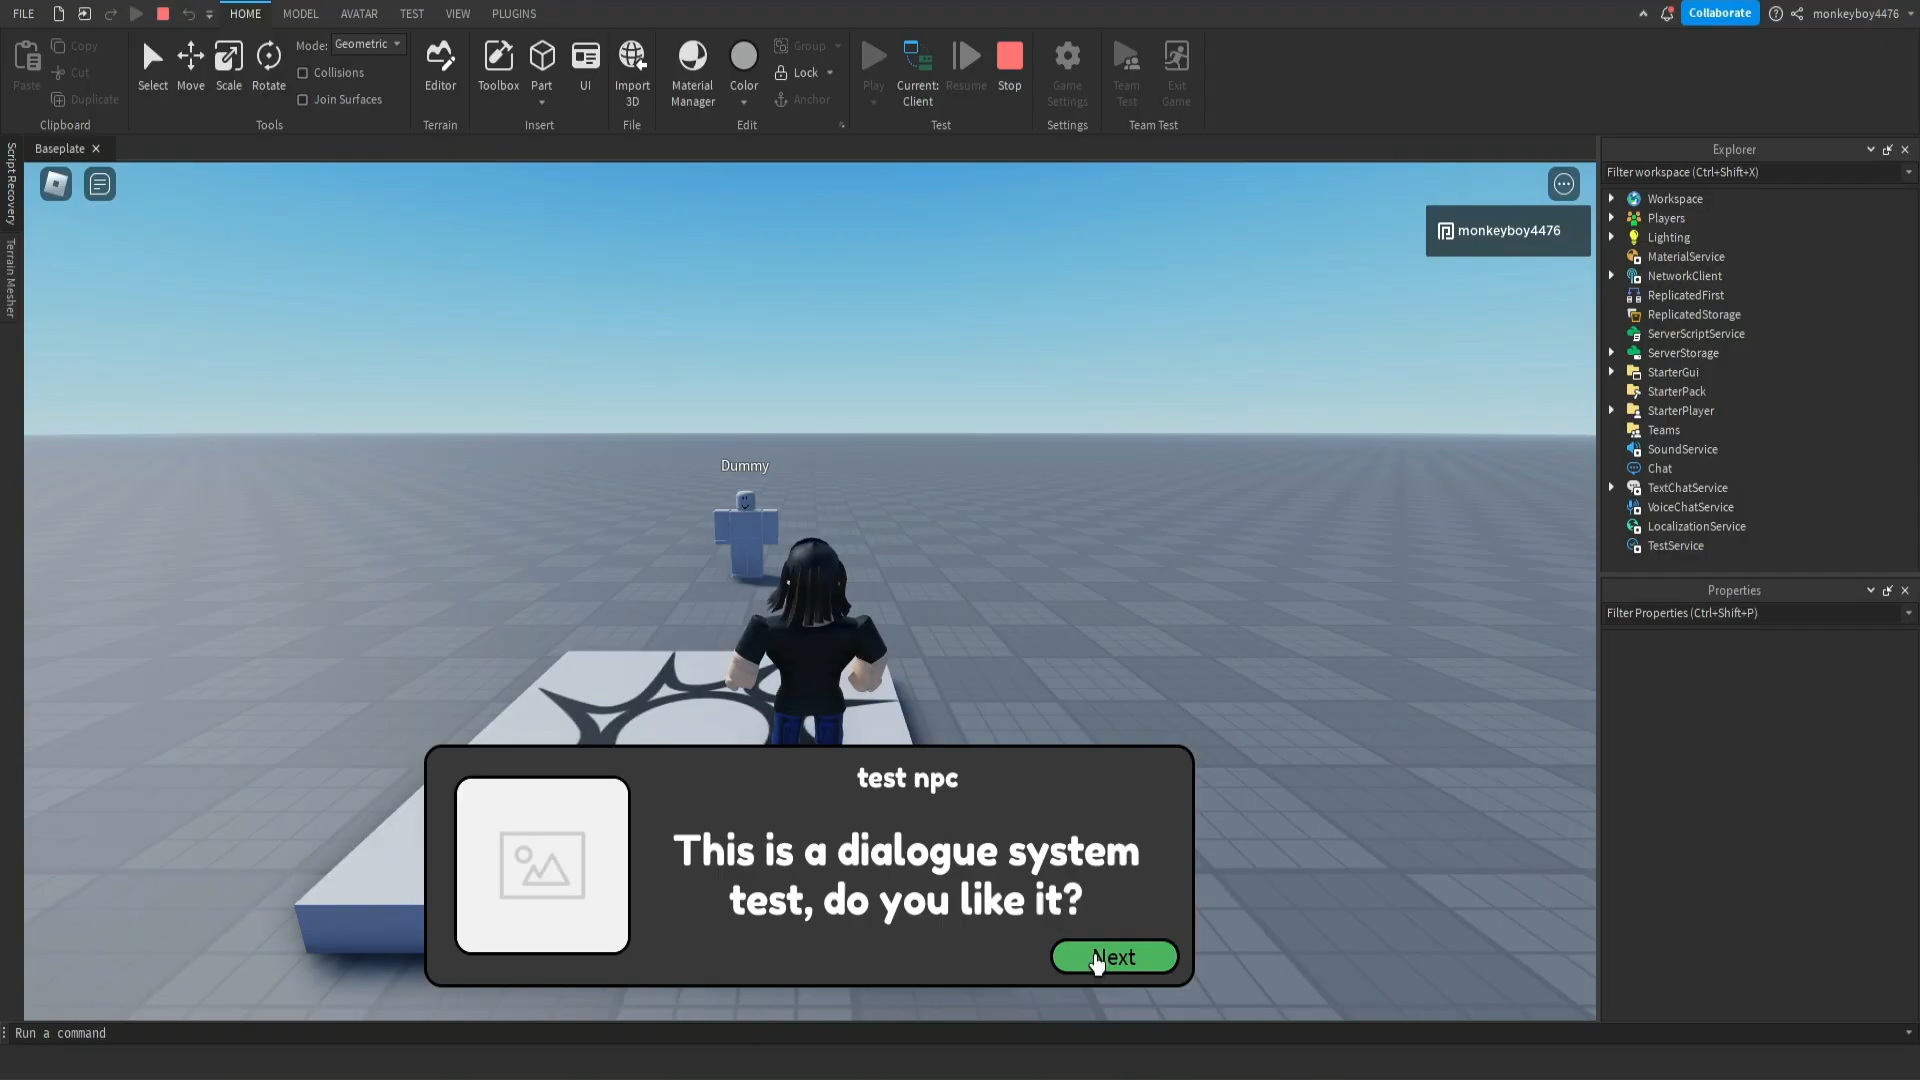 FILE
HOME
MODEL
AVATAR
TEST
VIEW
PLUGINS
Collaborate
monkeyboy4476
Paste
Copy
Cut
Duplicate
Clipboard
Select
Move
Scale
Rotate
Mode:
Geometric
Collisions
Join Surfaces
Tools
Editor
Terrain
Toolbox
Part
UI
Insert
Import
3D
File
Material
Manager
Color
Group
Lock
Anchor
Edit
Play
Current:
Client
Resume
Stop
Test
Game
Settings
Settings
Team
Test
Exit
Game
Team Test
Script Recovery
Terrain Mesher
Baseplate
monkeyboy4476
Dummy
test npc
This is a dialogue system
test, do you like it?
Next
Explorer
Filter workspace (Ctrl+Shift+X)
Workspace
Players
Lighting
MaterialService
NetworkClient
ReplicatedFirst
ReplicatedStorage
ServerScriptService
ServerStorage
StarterGui
StarterPack
StarterPlayer
Teams
SoundService
Chat
TextChatService
VoiceChatService
LocalizationService
TestService
Properties
Filter Properties (Ctrl+Shift+P)
Run a command